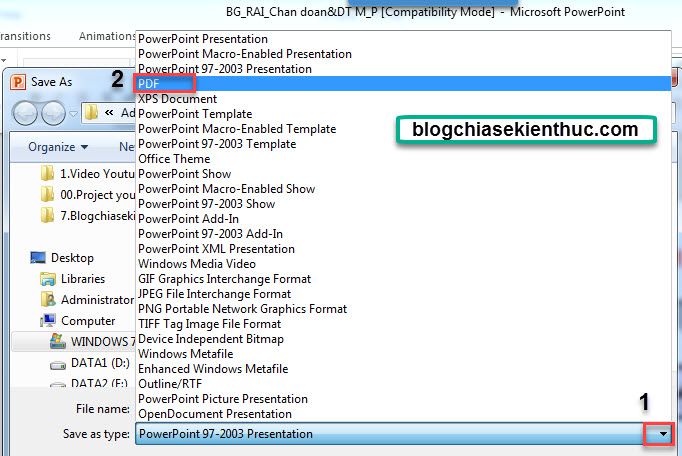 BG_RAI_Chan doan&DT M_P [Compatibility Mode] - Microsoft PowerPoint
Transitions Animations
PowerPoint Presentation
PowerPoint Macro-Enabled Presentation
PowerPoint 97-2003 Presentation
2 Save As
PDF
XPS Document
« Ad
PowerPoint Template
PowerPoint Macro-Enabled Template
blogchiasekienthuc.com
PowerPoint 97-2003 Template
Organize Ne
Office Theme
PowerPoint Show
1.Video Youtu
PowerPoint Macro-Enabled Show
00.Project you
PowerPoint 97-2003 Show
7.Blogchiaseki
PowerPoint Add-In
PowerPoint 97-2003 Add-In
PowerPoint XML Presentation
Desktop
Windows Media Video
Libraries
GIF Graphics Interchange Format
JPEG File Interchange Format
Administrator
PNG Portable Network Graphics Format
Computer
TIFF Tag Image File Format
WINDOWS 7
Device Independent Bitmap
Windows Metafile
DATA1 (D:)
Enhanced Windows Metafile
DATA2 (E:)
Outline/RTF
PowerPoint Picture Presentation
File name:
OpenDocument Presentation
1
Save as type: PowerPoint 97-2003 Presentation